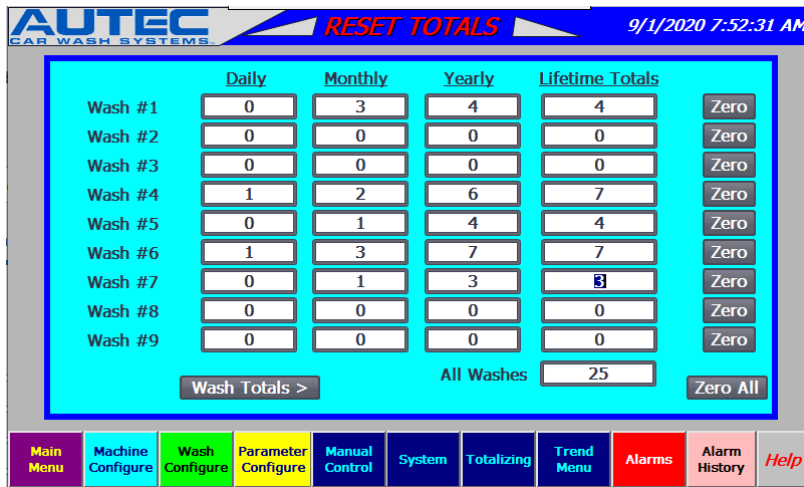 AUTEC
CAR WASH SYSTEMS
RESET TOTALS
9/1/2020 7:52:31 AM
Daily Monthly Yearly Lifetime Totals
Wash #1 0 3 4 4 Zero
Wash #2 0 0 0 0 Zero
Wash #3 0 0 0 0 Zero
Wash #4 1 2 6 7 Zero
Wash #5 0 1 4 4 Zero
Wash #6 1 3 7 7 Zero
Wash #7 0 1 3 3 Zero
Wash #8 0 0 0 0 Zero
Wash #9 0 0 0 0 Zero
All Washes 25
Wash Totals > Zero All
Main Menu
Machine Configure
Wash Configure
Parameter Configure
Manual Control
System
Totalizing
Trend Menu
Alarms
Alarm History
Help